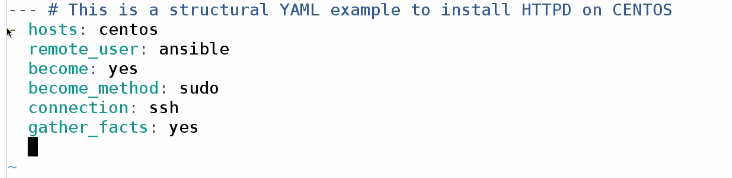 --- # This is a structural YAML example to install HTTPD on CENTOS
- hosts: centos
  remote_user: ansible
  become: yes
  become_method: sudo
  connection: ssh
  gather_facts: yes
~